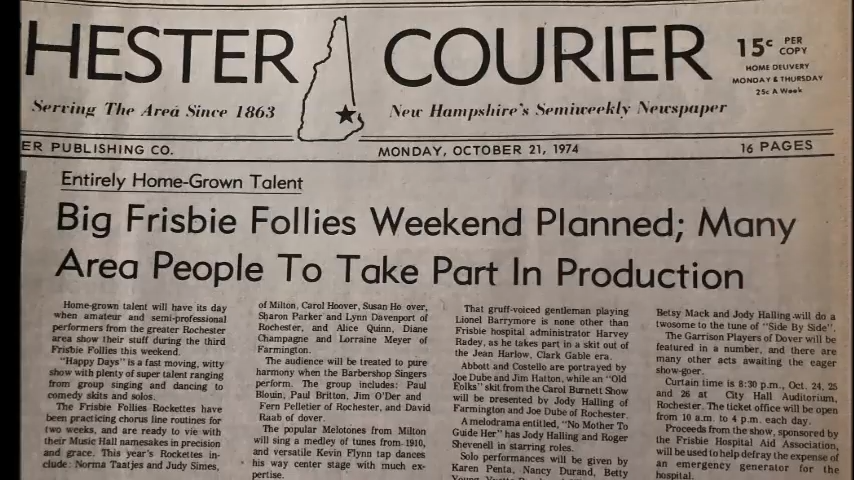 HESTER COURIER
15c PER COPY
HOME DELIVERY
MONDAY & THURSDAY
25c A Week
Serving The Area Since 1863
New Hampshire's Semiweekly Newspaper
ER PUBLISHING CO.
MONDAY, OCTOBER 21, 1974
16 PAGES
Entirely Home-Grown Talent
Big Frisbie Follies Weekend Planned; Many
Area People To Take Part In Production
Home-grown talent will have its day
when amateur and semi-professional
performers from the greater Rochester
area show their stuff during the third
Frisbie Follies this weekend.
"Happy Days" is a fast moving, witty
show with plenty of super talent ranging
from group singing and dancing to
comedy skits and solos.
The Frisbie Follies Rockettes have
been practicing chorus line routines for
two weeks, and are ready to vie with
their Music Hall namesakes in precision
and grace. This year's Rockettes in-
clude: Norma Taatjes and Judy Simes,
of Milton, Carol Hoover, Susan Ho over,
Sharon Parker and Lynn Davenport of
Rochester, and Alice Quinn, Diane
Champagne and Lorraine Meyer of
Farmington.
The audience will be treated to pure
harmony when the Barbershop Singers
perform. The group includes: Paul
Blouin, Paul Britton, Jim O'Der and
Fern Pelletier of Rochester, and David
Raab of dover.
The popular Melotones from Milton
will sing a medley of tunes from 1910,
and versatile Kevin Flynn tap dances
his way center stage with much ex-
pertise.
That gruff-voiced gentleman playing
Lionel Barrymore is none other than
Frisbie hospital administrator Harvey
Radey, as he takes part in a skit out of
the Jean Harlow, Clark Gable era.
Abbott and Costello are portrayed by
Joe Dube and Jim Hatton, while an "Old
Folks" skit from the Carol Burnett Show
will be presented by Jody Halling of
Farmington and Joe Dube of Rochester.
A melodrama entitled, "No Mother To
Guide Her" has Jody Halling and Roger
Shevenell in starring roles.
Solo performances will be given by
Karen Penta, Nancy Durand, Betty
Betsy Mack and Jody Halling will do a
twosome to the tune of "Side By Side".
The Garrison Players of Dover will be
featured in a number, and there are
many other acts awaiting the eager
show-goer.
Curtain time is 8:30 p.m., Oct. 24, 25
and 26 at City Hall Auditorium,
Rochester. The ticket office will be open
from 10 a.m. to 4 p.m. each day.
Proceeds from the show, sponsored by
the Frisbie Hospital Aid Association,
will be used to help defray the expense of
an emergency generator for the
hospital.